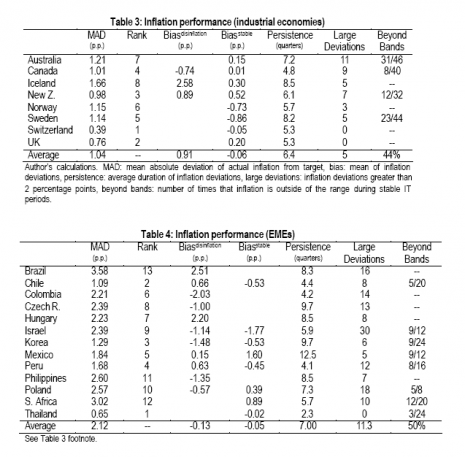 Table 3: Inflation performance (industrial economies)
MAD Rank Biasdisinflation Biasstable Persistence Large Beyond
(p.p.) (p.p.) (p.p.) (quarters) Deviations Bands
Australia 1.21 7 0.15 7.2 11 31/46
Canada 1.01 4 -0.74 0.01 4.8 9 8/40
Iceland 1.66 8 2.58 0.30 8.5 5 --
New Z. 0.98 3 0.89 0.52 6.1 7 12/32
Norway 1.15 6 -0.73 5.7 3 --
Sweden 1.14 5 -0.86 8.2 5 23/44
Switzerland 0.39 1 -0.05 5.3 0 --
UK 0.76 2 0.20 5.3 0 --
Average 1.04 -- 0.91 -0.06 6.4 5 44%
Author's calculations. MAD: mean absolute deviation of actual inflation from target, bias: mean of inflation
deviations, persistence: average duration of inflation deviations, large deviations: inflation deviations greater than
2 percentage points, beyond bands: number of times that inflation is outside of the range during stable IT
periods.
Table 4: Inflation performance (EMEs)
MAD Rank Biasdisinflation Biasstable Persistence Large Beyond
(p.p.) (p.p.) (p.p.) (quarters) Deviations Bands
Brazil 3.58 13 2.51 8.3 16 --
Chile 1.09 2 0.66 -0.53 4.4 8 5/20
Colombia 2.21 6 -2.03 4.2 14 --
Czech R. 2.39 8 -1.00 9.7 13 --
Hungary 2.23 7 2.20 8.5 8 --
Israel 2.39 9 -1.14 -1.77 5.9 30 9/12
Korea 1.29 3 -1.48 -0.53 9.7 6 9/24
Mexico 1.84 5 0.15 1.60 12.5 5 9/12
Peru 1.68 4 0.63 -0.45 4.1 12 8/16
Philippines 2.60 11 -1.35 8.5 7 --
Poland 2.57 10 -0.57 0.39 7.3 18 5/8
S. Africa 3.02 12 0.89 5.7 10 12/20
Thailand 0.65 1 -0.02 2.3 0 3/24
Average 2.12 -- -0.13 -0.05 7.00 11.3 50%
See Table 3 footnote.